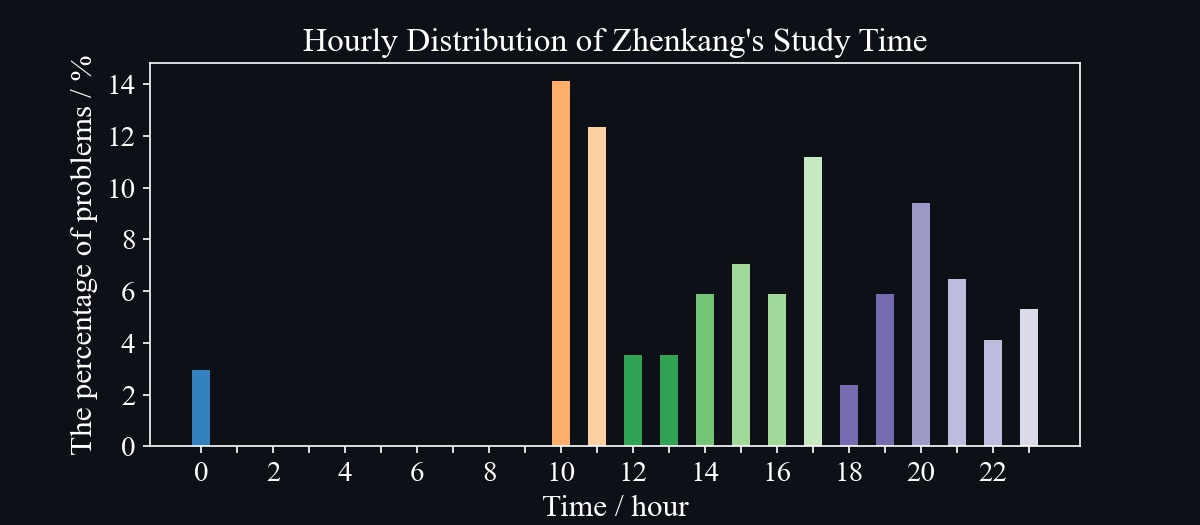 Hourly Distribution of Zhenkang's Study Time
The percentage of problems / %
14
12
10
8
6
4
2
0
0 2 4 6 8 10 12 14 16 18 20 22
Time / hour